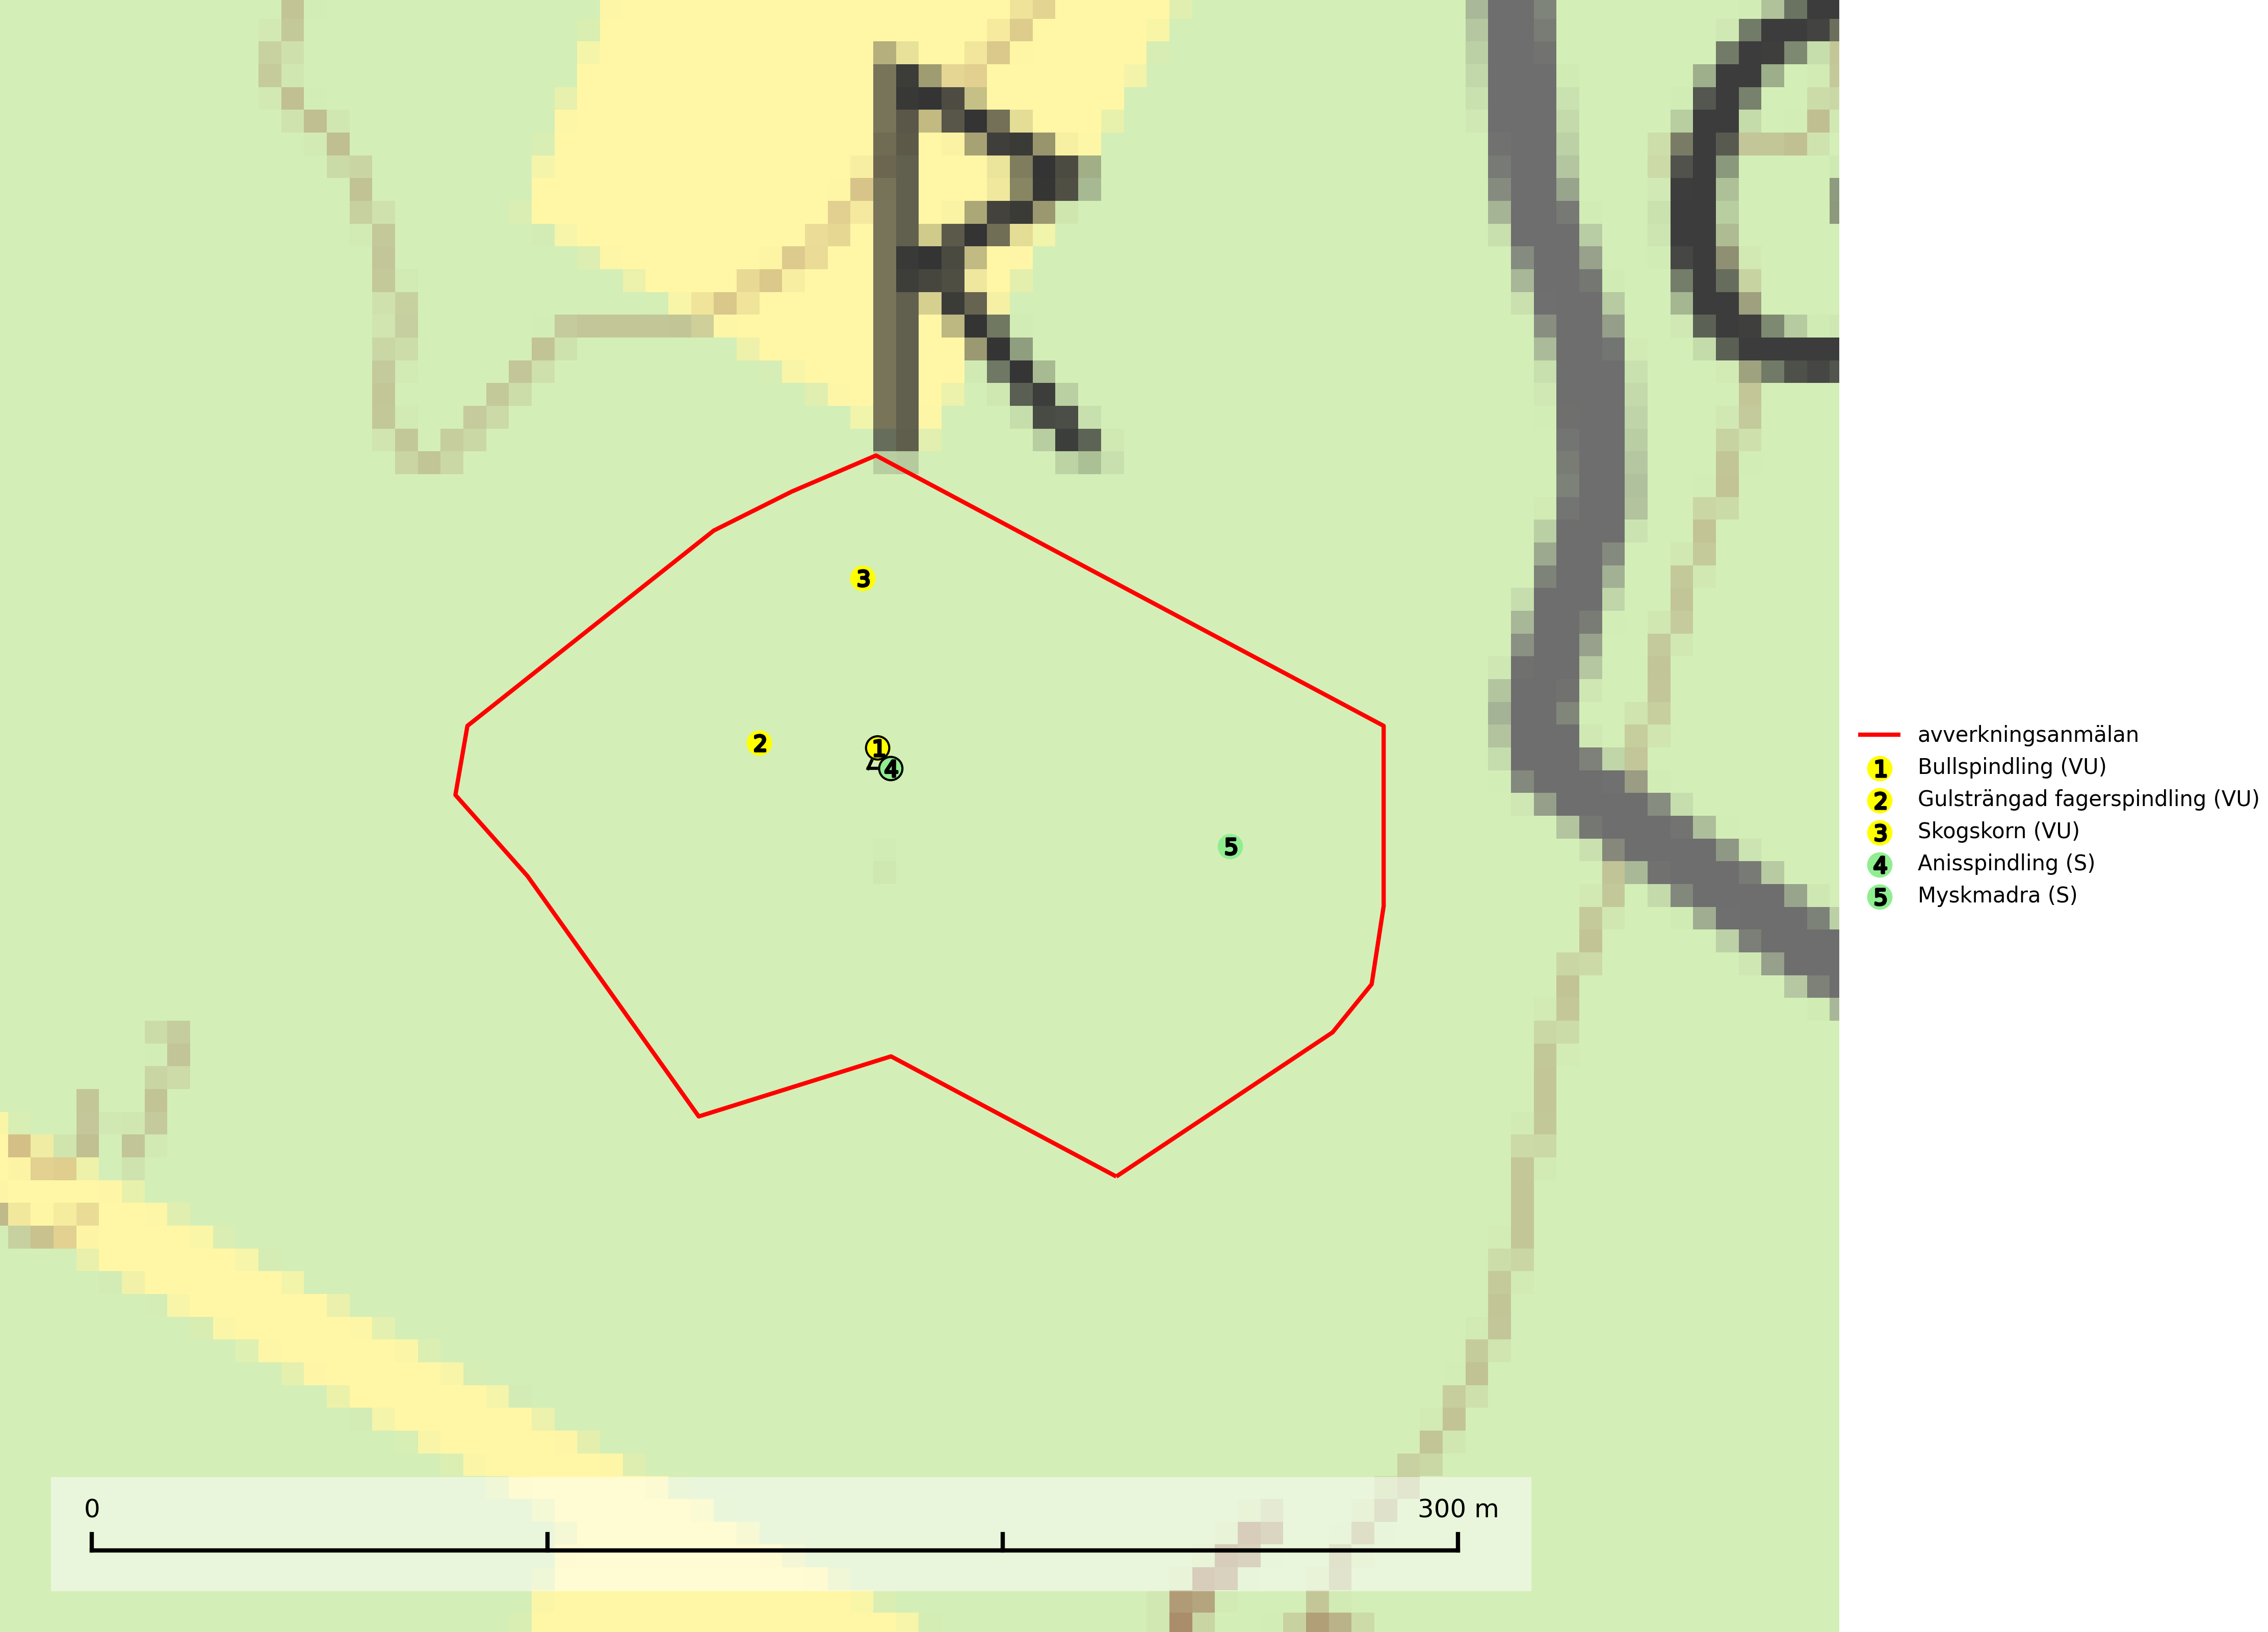 R
3
2
1
4
5
avverkningsanmälan
1 Bullspindling (VU)
2 Gulsträngad fagerspindling (VU)
3 Skogskorn (VU)
4 Anisspindling (S)
5 Myskmadra (S)
0 300 m